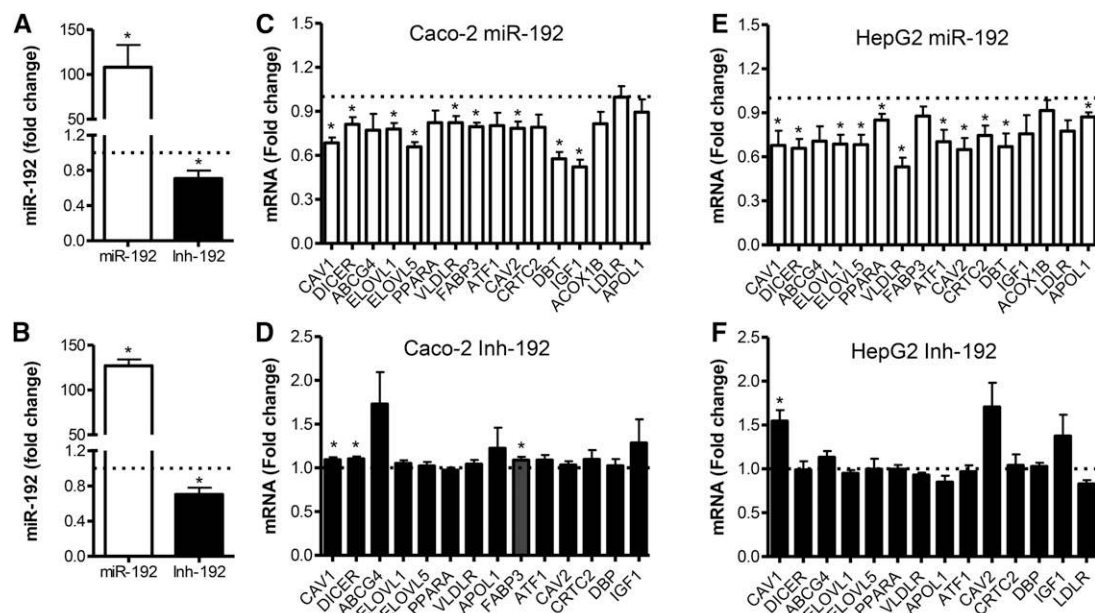 A
miR-192 (fold change)
150
125
100
75
50
1.2
0.8
0.4
0.0
*
*
miR-192
Inh-192
B
miR-192 (fold change)
150
125
100
75
50
1.2
0.8
0.4
0.0
*
*
miR-192
Inh-192
C
Caco-2 miR-192
mRNA (Fold change)
1.5
1.2
0.9
0.6
0.3
0.0
* * * * * * * * *
CAV1
DICER
ABCG4
ELOVL1
ELOVL5
PPARA
VLDLR
FABP3
ATF1
CAV2
CRTC2
DBT
IGF1
ACOX1B
LDLR
APOL1
D
Caco-2 Inh-192
mRNA (Fold change)
2.5
2.0
1.5
1.0
0.5
0.0
* * *
CAV1
DICER
ABCG4
ELOVL1
ELOVL5
PPARA
VLDLR
APOL1
FABP3
ATF1
CAV2
CRTC2
DBP
IGF1
E
HepG2 miR-192
mRNA (Fold change)
1.5
1.2
0.9
0.6
0.3
0.0
* * * * * * * * * * *
CAV1
DICER
ABCG4
ELOVL1
ELOVL5
PPARA
VLDLR
FABP3
ATF1
CAV2
CRTC2
DBT
IGF1
ACOX1B
LDLR
APOL1
F
HepG2 Inh-192
mRNA (Fold change)
2.5
2.0
1.5
1.0
0.5
0.0
*
CAV1
DICER
ABCG4
ELOVL1
ELOVL5
PPARA
VLDLR
APOL1
ATF1
CAV2
CRTC2
DBP
IGF1
LDLR